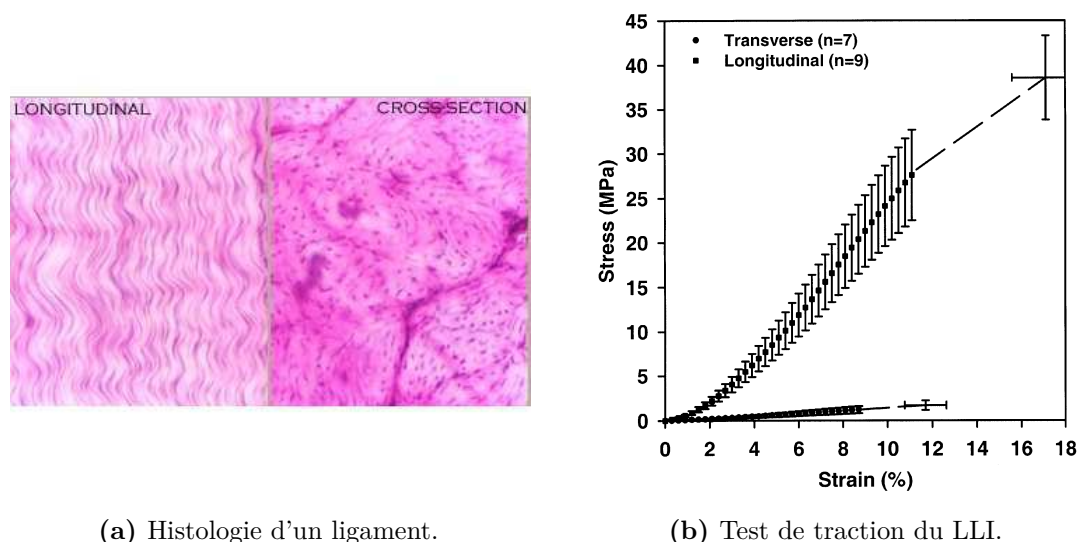 LONGITUDINAL
CROSS-SECTION
(a) Histologie d'un ligament.
45
40
35
30
25
20
15
10
5
0
Stress (MPa)
Transverse (n=7)
Longitudinal (n=9)
0 2 4 6 8 10 12 14 16 18
Strain (%)
(b) Test de traction du LLI.